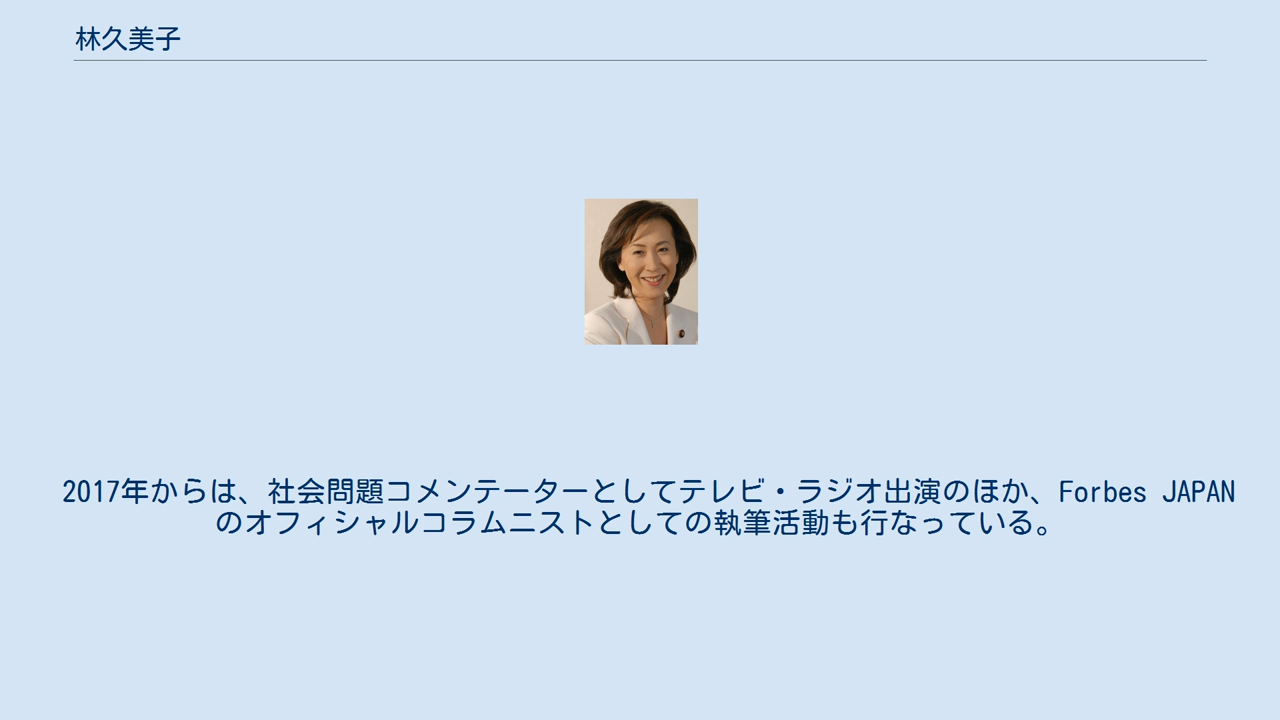 林久美子
2017年からは、社会問題コメンテーターとしてテレビ・ラジオ出演のほか、Forbes JAPAN
のオフィシャルコラムニストとしての執筆活動も行なっている。